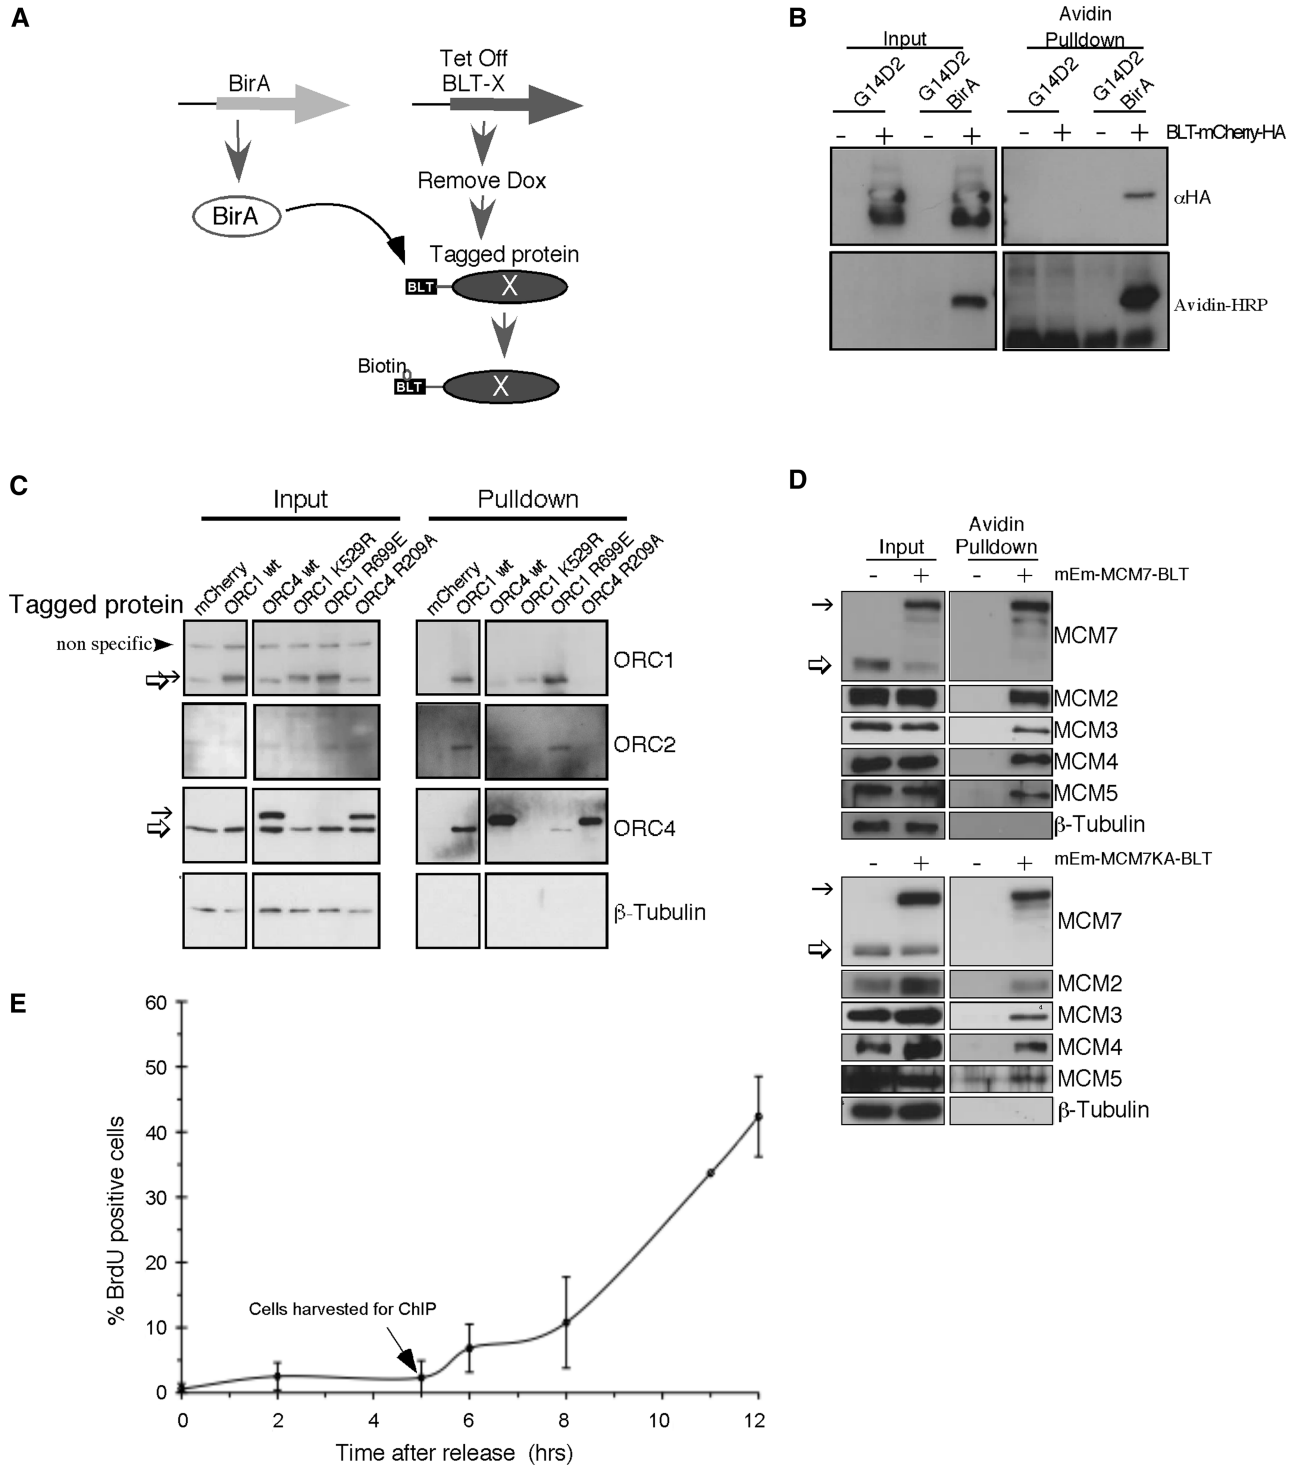 A
BirA
Tet Off
BLT-X
Remove Dox
BirA
Tagged protein
BLT
X
Biotin
BLT
X
B
Input
Avidin
Pulldown
G14D2
G14D2
BirA
G14D2
G14D2
BirA
- + - + - + - + BLT-mCherry-HA
αHA
Avidin-HRP
C
Input
Pulldown
Tagged protein
mCherry
ORC1 wt
ORC4 wt
ORC1 K529R
ORC1 R699E
ORC4 R209A
mCherry
ORC1 wt
ORC4 wt
ORC1 K529R
ORC1 R699E
ORC4 R209A
non specific
ORC1
ORC2
ORC4
β-Tubulin
D
Input
Avidin
Pulldown
- + - + mEm-MCM7-BLT
MCM7
MCM2
MCM3
MCM4
MCM5
β-Tubulin
- + - + mEm-MCM7KA-BLT
MCM7
MCM2
MCM3
MCM4
MCM5
β-Tubulin
E
60
50
40
30
20
10
0
% BrdU positive cells
Cells harvested for ChIP
0 2 4 6 8 10 12
Time after release (hrs)